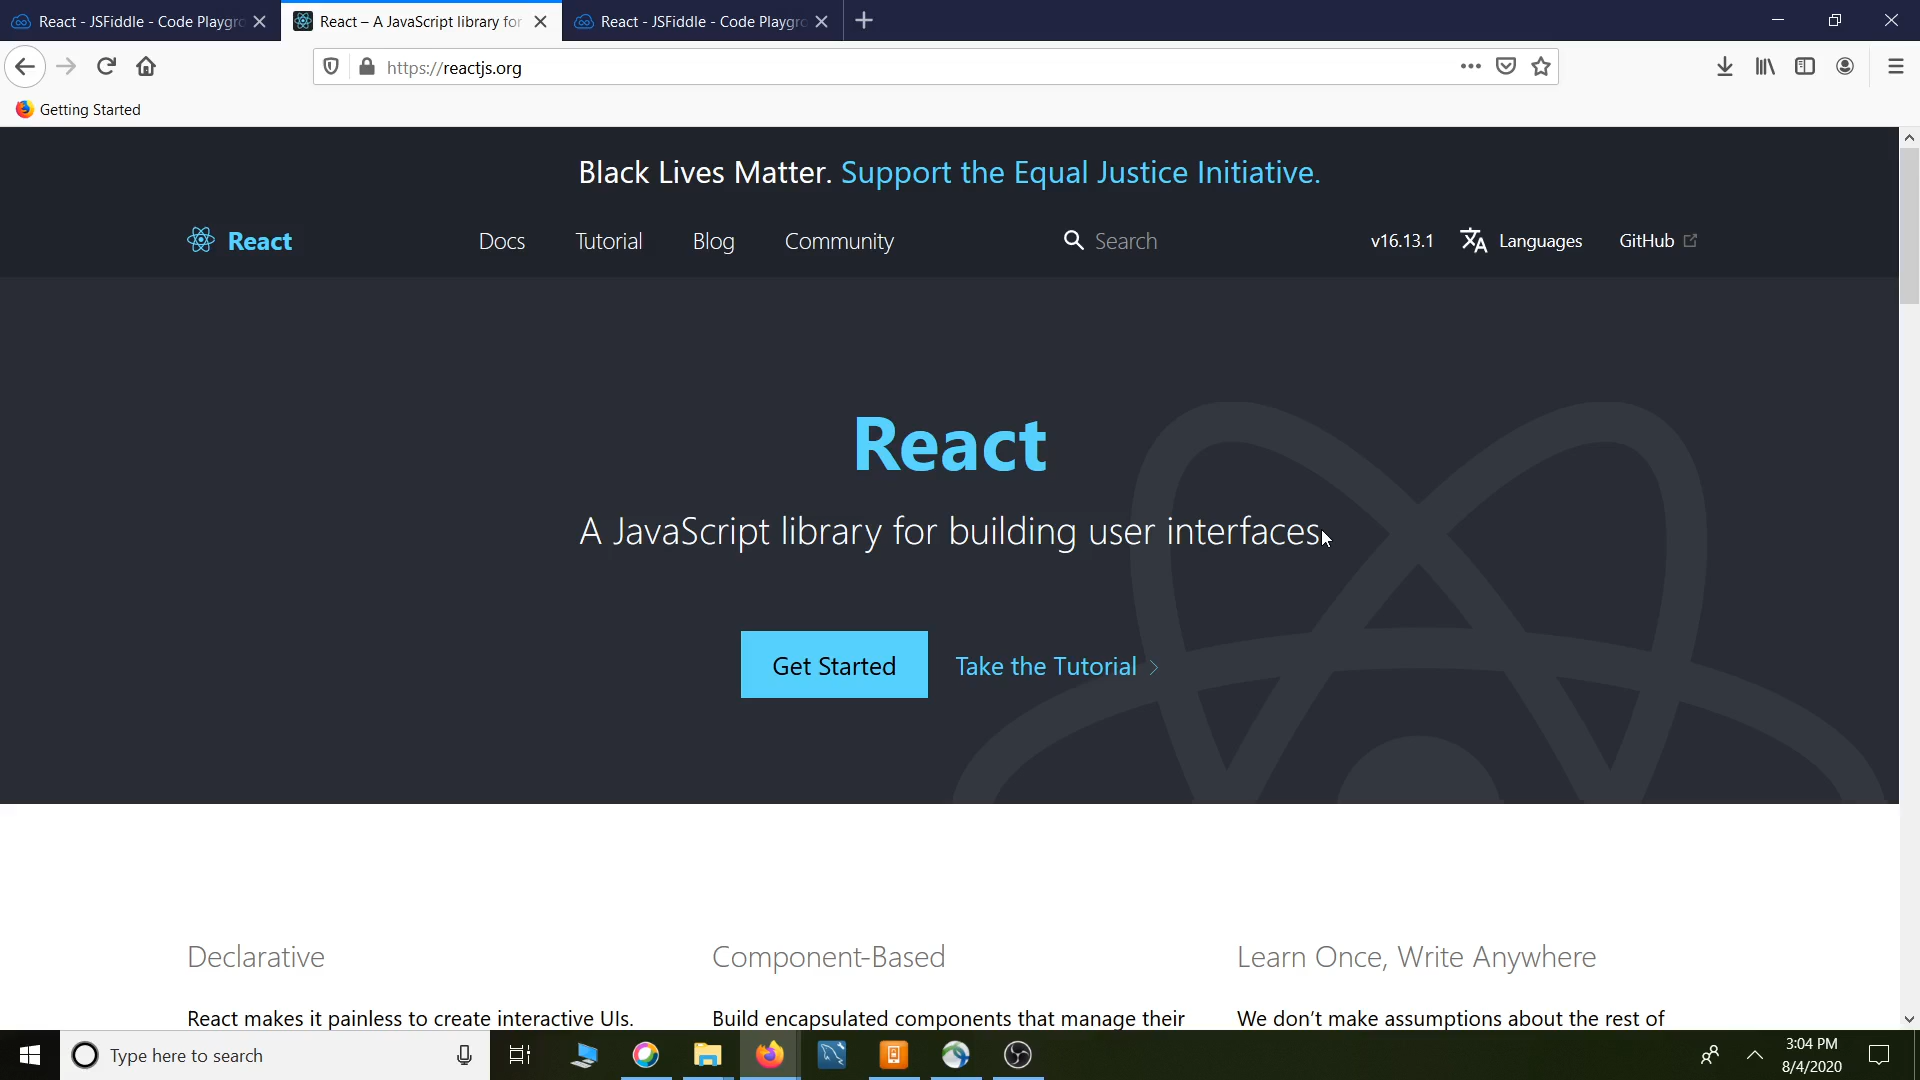 React - JSFiddle - Code Playgro
React – A JavaScript library for
React - JSFiddle - Code Playgro
https://reactjs.org
Getting Started
Black Lives Matter. Support the Equal Justice Initiative.
React
Docs
Tutorial
Blog
Community
Search
v16.13.1
Languages
GitHub
React
A JavaScript library for building user interfaces
Get Started
Take the Tutorial
Declarative
Component-Based
Learn Once, Write Anywhere
React makes it painless to create interactive UIs.
Build encapsulated components that manage their
We don't make assumptions about the rest of
Type here to search
3:04 PM
8/4/2020